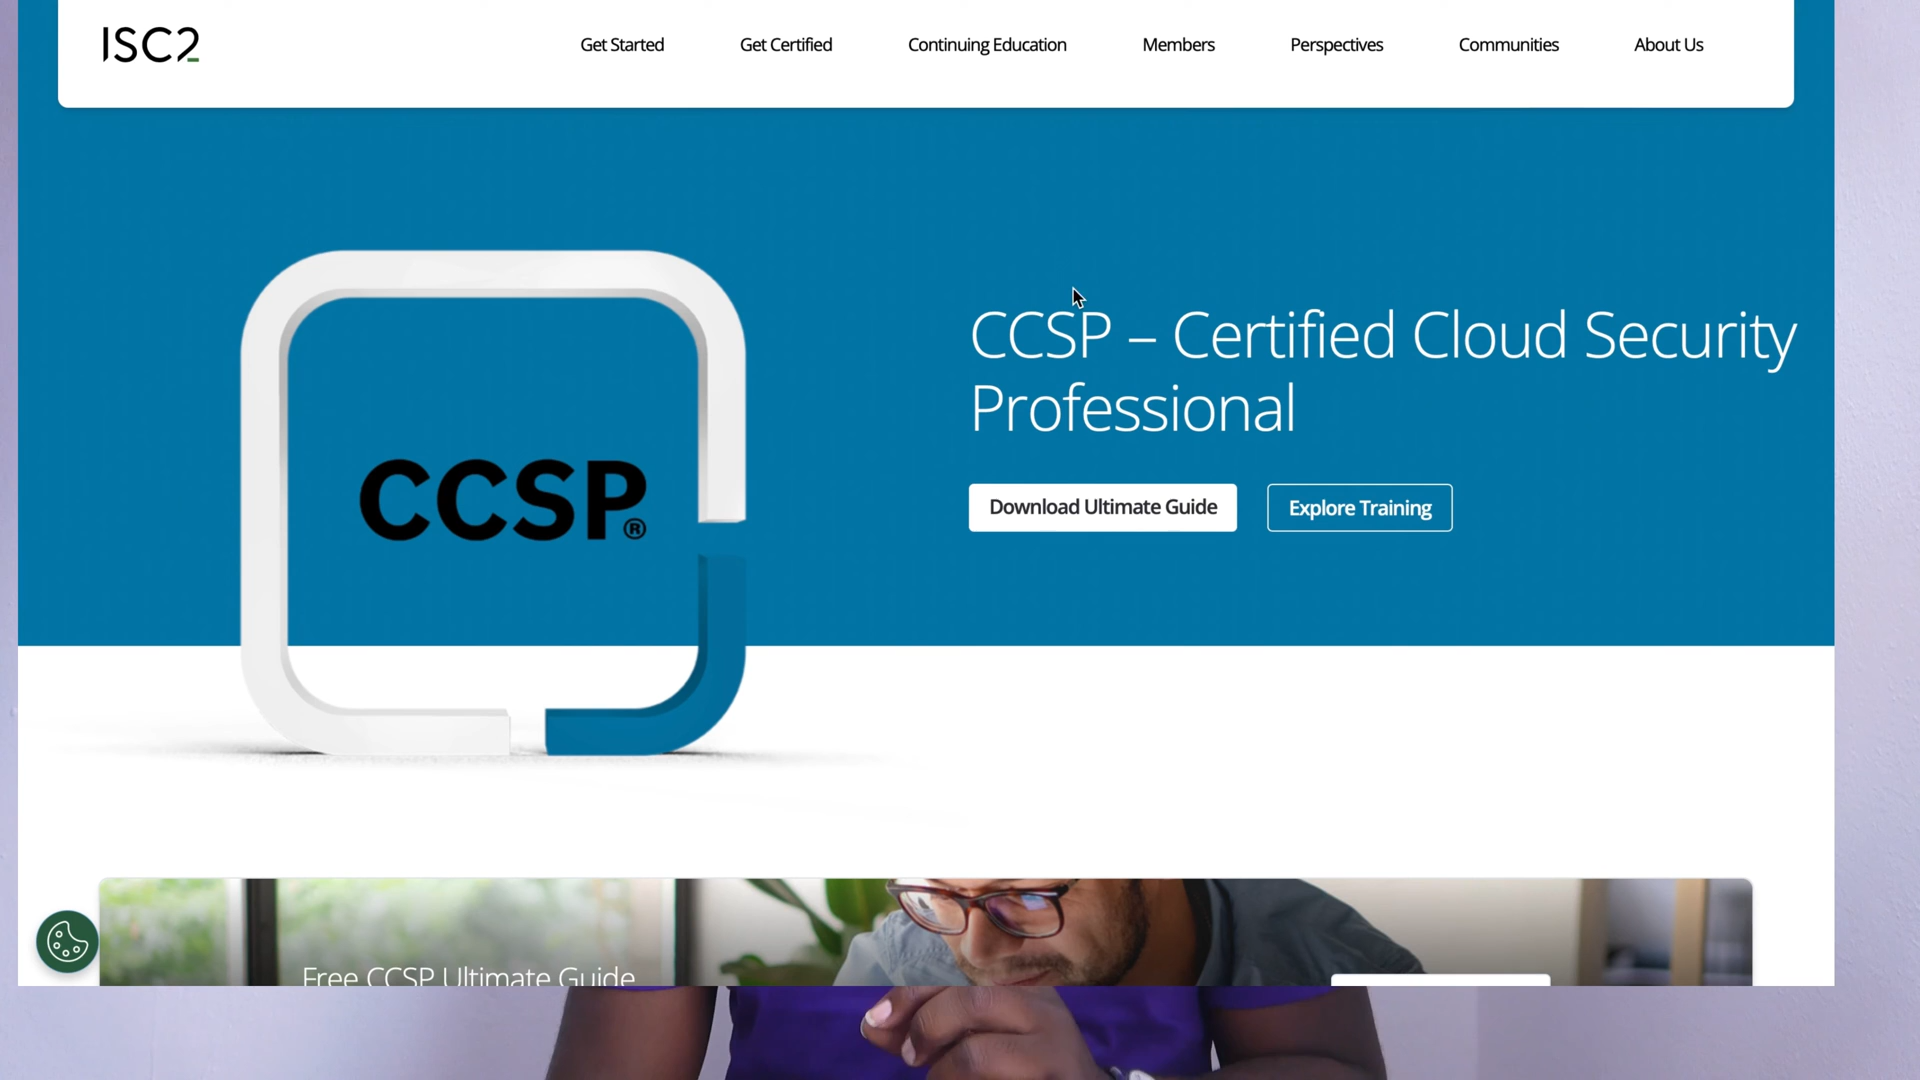 ISC2
Get Started
Get Certified
Continuing Education
Members
Perspectives
Communities
About Us
CCSP®
CCSP – Certified Cloud Security
Professional
Download Ultimate Guide
Explore Training
Free CCSP Ultimate Guide